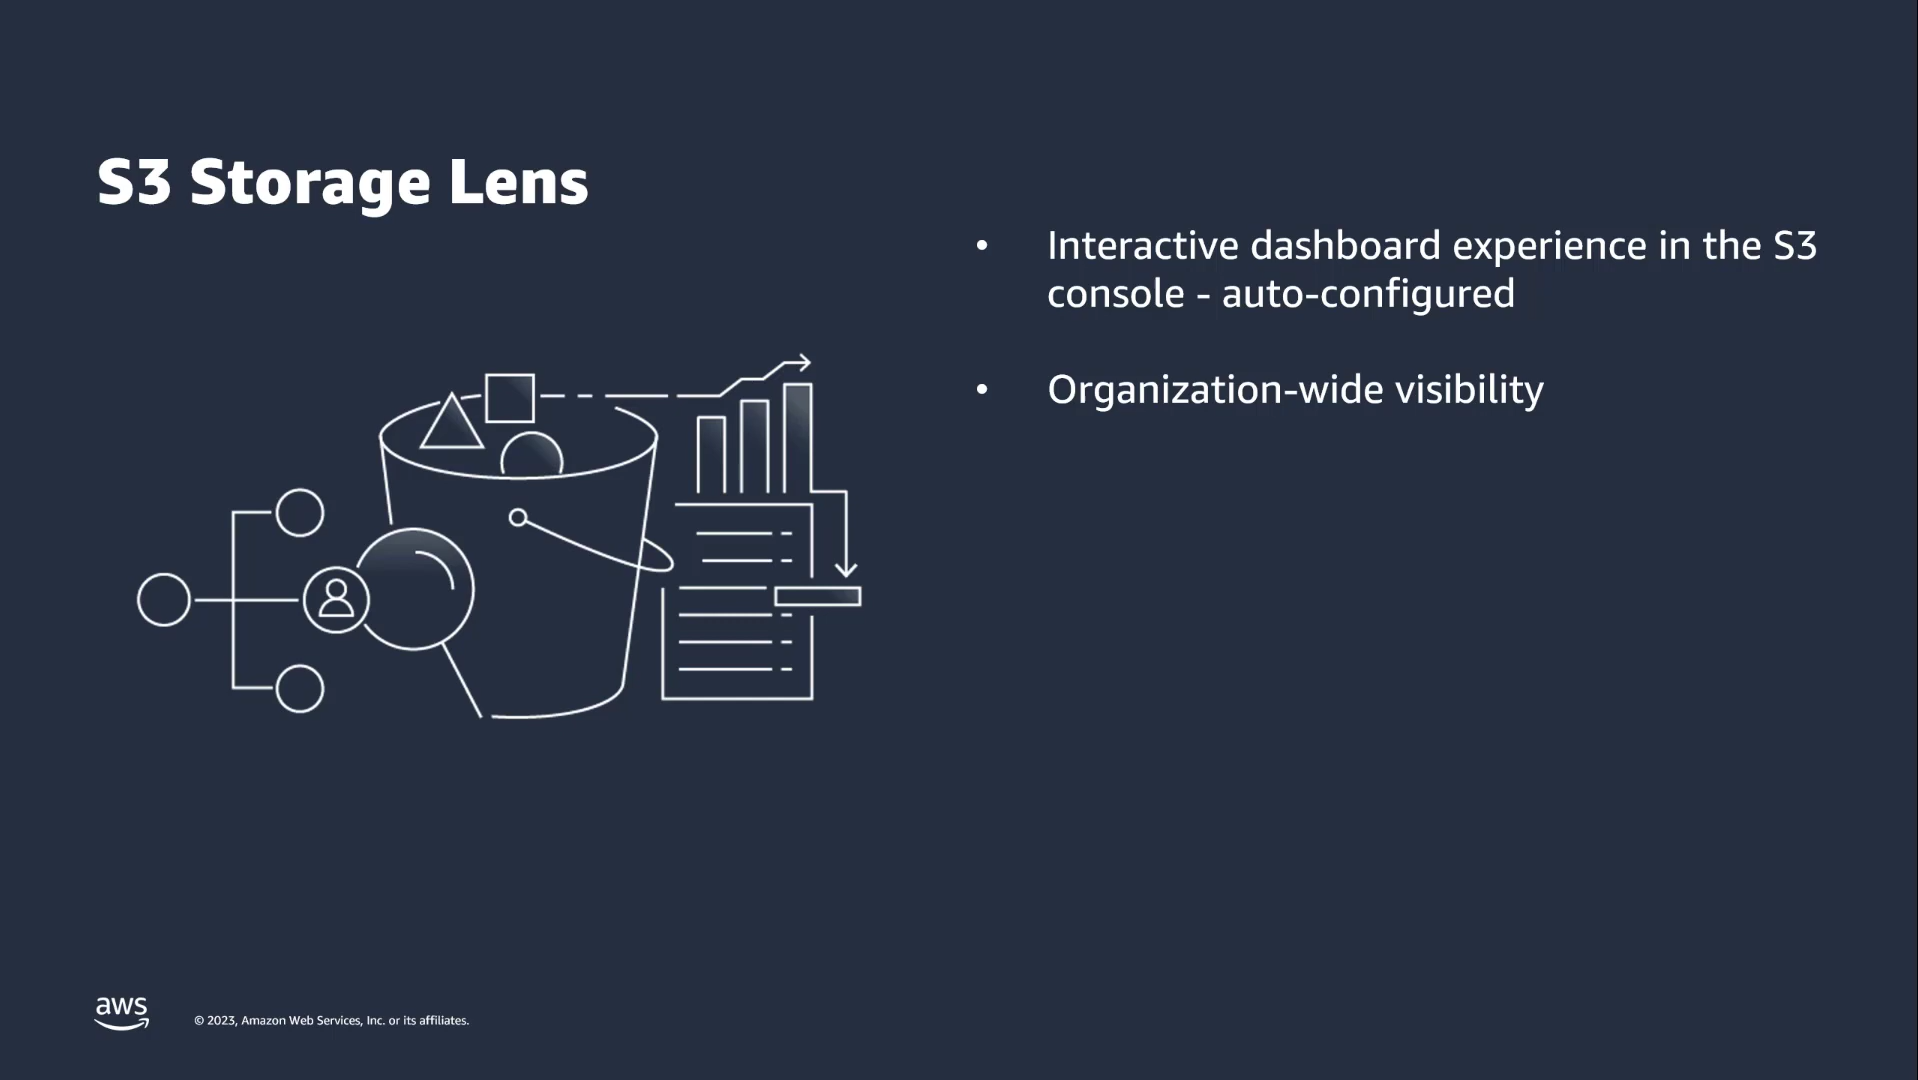 S3 Storage Lens
• Interactive dashboard experience in the S3
console - auto-configured
• Organization-wide visibility
aws
© 2023, Amazon Web Services, Inc. or its affiliates.